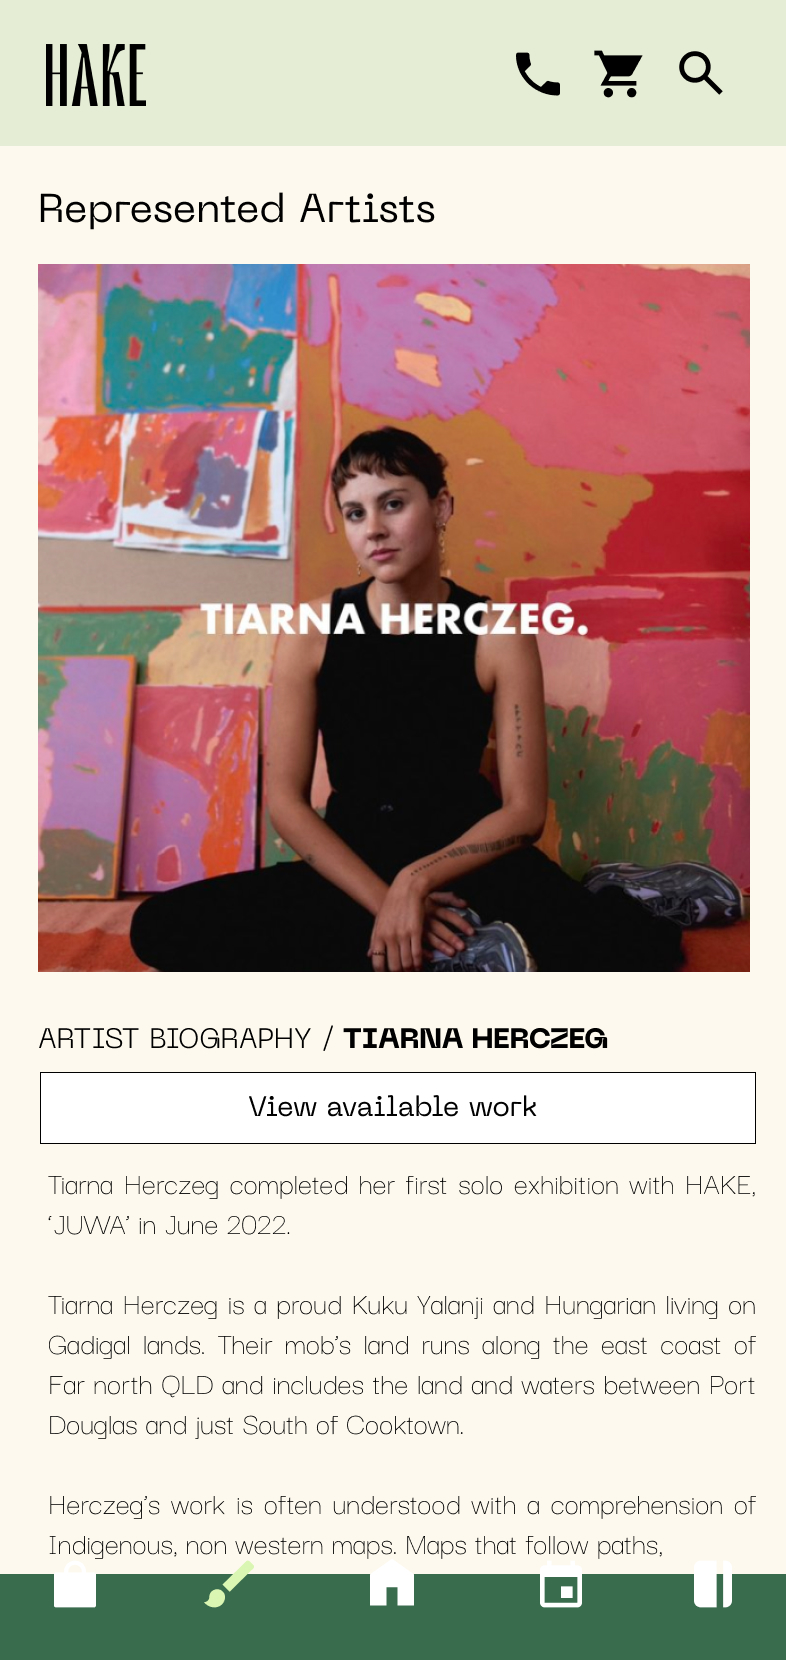 HAKE
Represented Artists
TIARNA HERCZEG.
ARTIST BIOGRAPHY / TIARNA HERCZEG
View available work
Tiarna Herczeg completed her first solo exhibition with HAKE,
‘JUWA’ in June 2022.
Tiarna Herczeg is a proud Kuku Yalanji and Hungarian living on
Gadigal lands. Their mob’s land runs along the east coast of
Far north QLD and includes the land and waters between Port
Douglas and just South of Cooktown.
Herczeg’s work is often understood with a comprehension of
Indigenous, non western maps. Maps that follow paths,